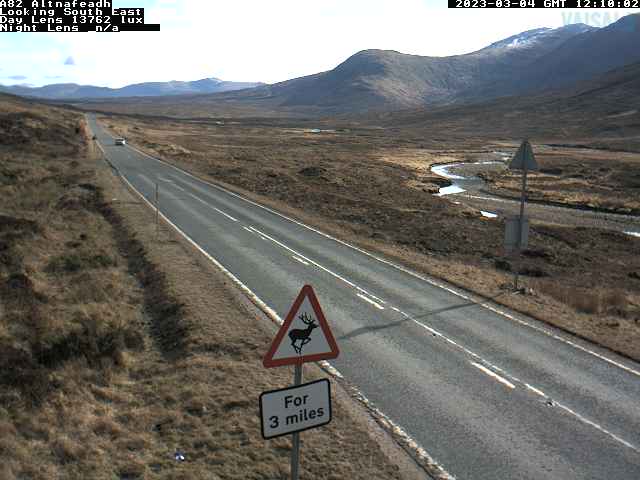 A82 Altnafeadh
Looking South East
Day Lens 13762 lux
Night Lens  n/a
2023-03-04 GMT 12:10:02
VAISALA
For
3 miles